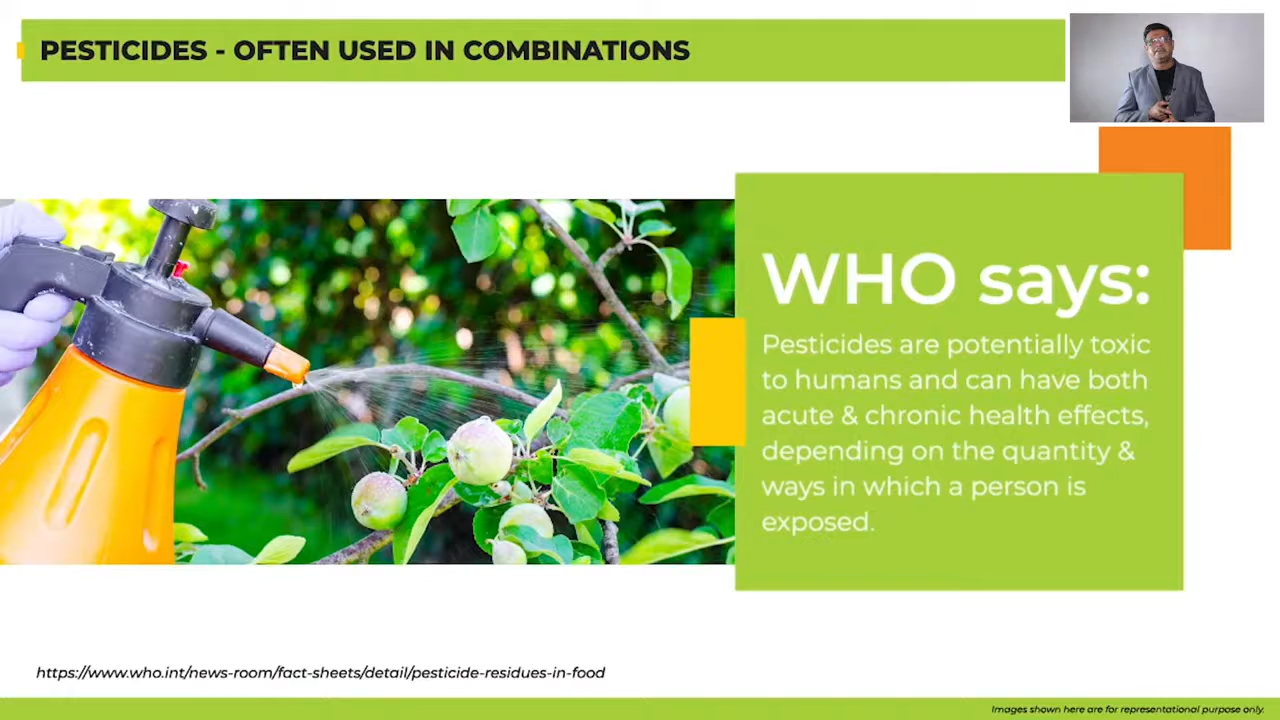 PESTICIDES - OFTEN USED IN COMBINATIONS
WHO says:
Pesticides are potentially toxic
to humans and can have both
acute & chronic health effects,
depending on the quantity &
ways in which a person is
exposed.
https://www.who.int/news-room/fact-sheets/detail/pesticide-residues-in-food
Images shown here are for representational purpose only.